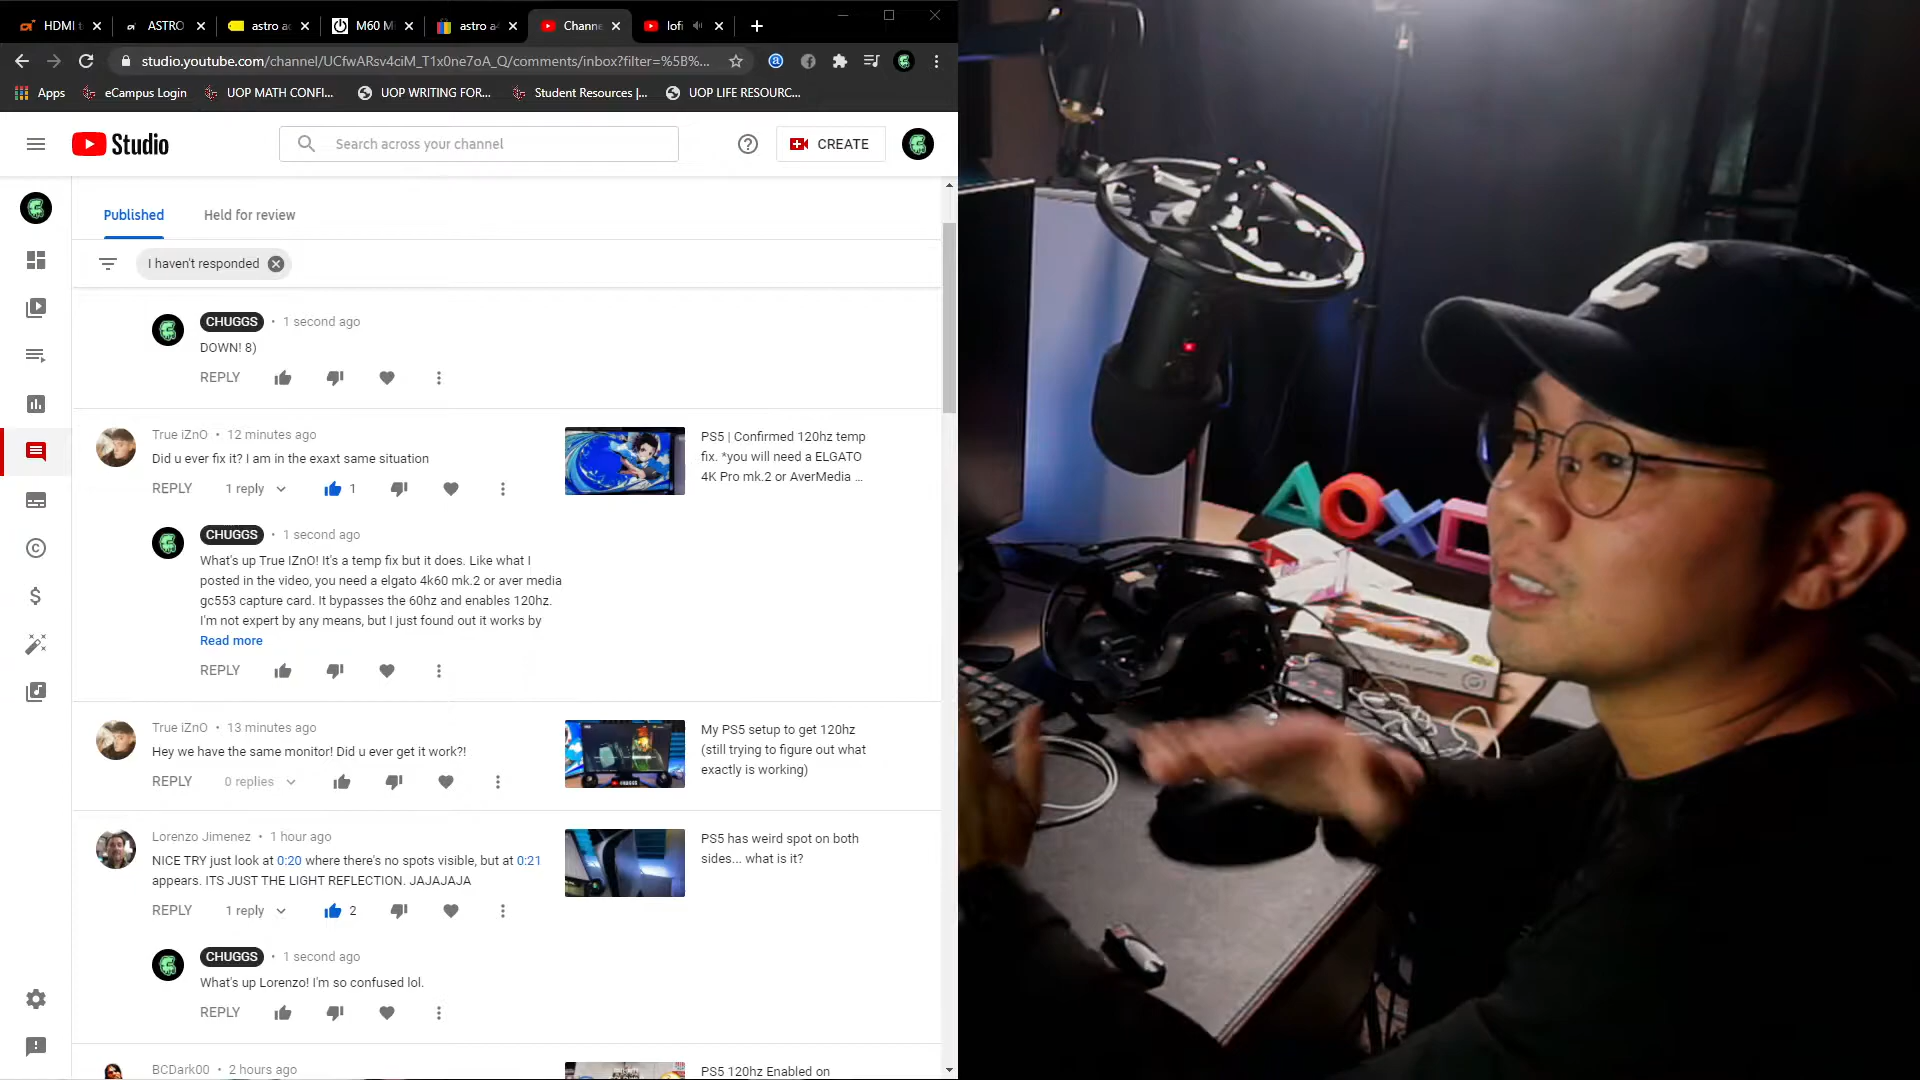 HDMI t
ASTRO
astro ac
M60 Mi
astro a4
Channe
lofi
studio.youtube.com/channel/UCfwARsv4ciM_T1x0ne7oA_Q/comments/inbox?filter=%5B%...
Apps
eCampus Login
UOP MATH CONFI...
UOP WRITING FOR...
Student Resources |...
UOP LIFE RESOURC...
Studio
Search across your channel
CREATE
Published
Held for review
I haven't responded
CHUGGS • 1 second ago
DOWN! 8)
REPLY
True iZnO • 12 minutes ago
Did u ever fix it? I am in the exaxt same situation
REPLY 1 reply 1
PS5 | Confirmed 120hz temp
fix. *you will need a ELGATO
4K Pro mk.2 or AverMedia ...
CHUGGS • 1 second ago
What's up True iZnO! It's a temp fix but it does. Like what I
posted in the video, you need a elgato 4k60 mk.2 or aver media
gc553 capture card. It bypasses the 60hz and enables 120hz.
I'm not expert by any means, but I just found out it works by
Read more
REPLY
True iZnO • 13 minutes ago
Hey we have the same monitor! Did u ever get it work?!
REPLY 0 replies
My PS5 setup to get 120hz
(still trying to figure out what
exactly is working)
Lorenzo Jimenez • 1 hour ago
NICE TRY just look at 0:20 where there's no spots visible, but at 0:21
appears. ITS JUST THE LIGHT REFLECTION. JAJAJAJA
REPLY 1 reply 2
PS5 has weird spot on both
sides... what is it?
CHUGGS • 1 second ago
What's up Lorenzo! I'm so confused lol.
REPLY
BCDark00 • 2 hours ago
PS5 120hz Enabled on
C